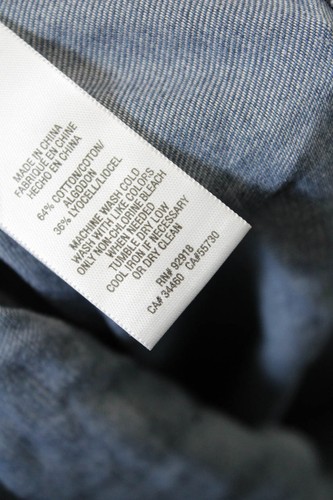 MADE IN CHINA
FABRIQUE EN CHINE
HECHO EN CHINA
64% COTTON/COTON/
ALGODON
36% LYOCELL/LIOCEL
MACHINE WASH COLD
WASH WITH LIKE COLORS
ONLY NON-CHLORINE BLEACH
WHEN NEEDED
TUMBLE DRY LOW
COOL IRON IF NECESSARY
OR DRY CLEAN
RN# 92918
CA# 34460 CA#55730